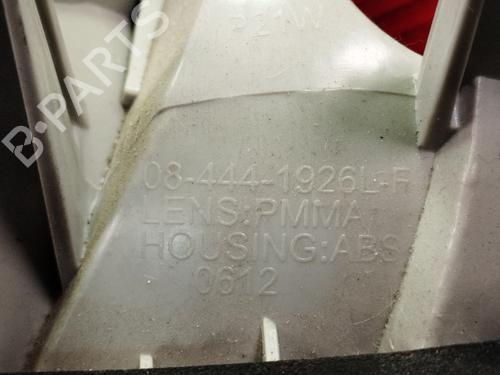 P21W
B-PARTS
08-444-1926L-F
LENS:PMMA
HOUSING:ABS
0612